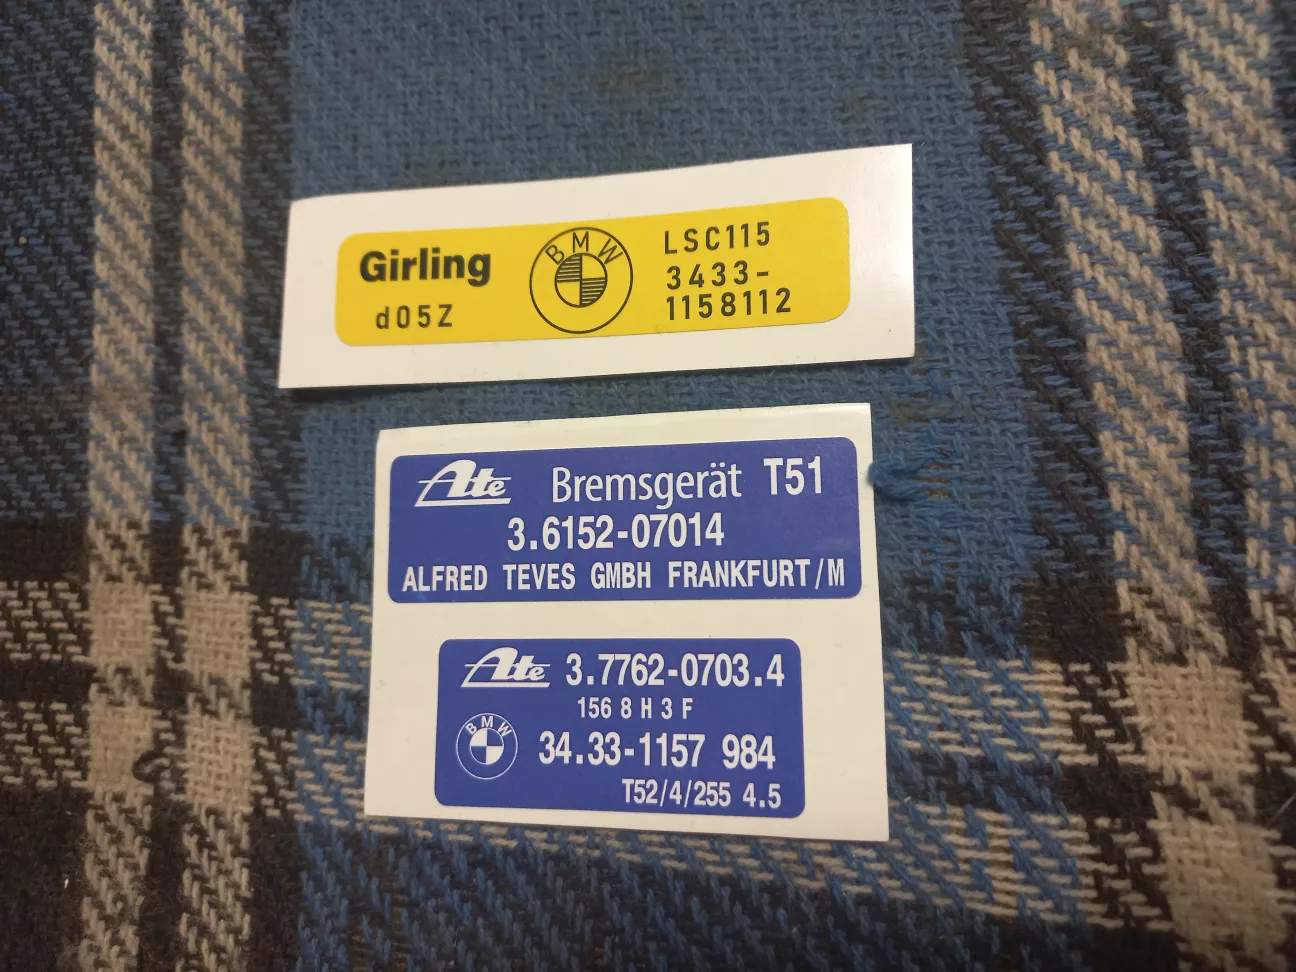 Girling
d05Z
BMW
LSC115
3433-
1158112
Ate Bremsgerät T51
3.6152-07014
ALFRED TEVES GMBH FRANKFURT/M
Ate 3.7762-0703.4
156 8 H 3 F
BMW
34.33-1157 984
T52/4/255 4.5